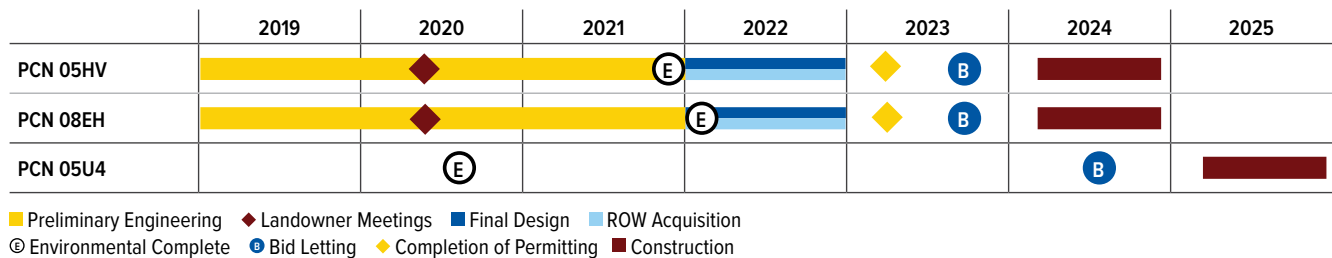 2019 2020 2021 2022 2023 2024 2025
PCN 05HV E B
PCN 08EH E B
PCN 05U4 E B
Preliminary Engineering Landowner Meetings Final Design ROW Acquisition
E Environmental Complete B Bid Letting Completion of Permitting Construction